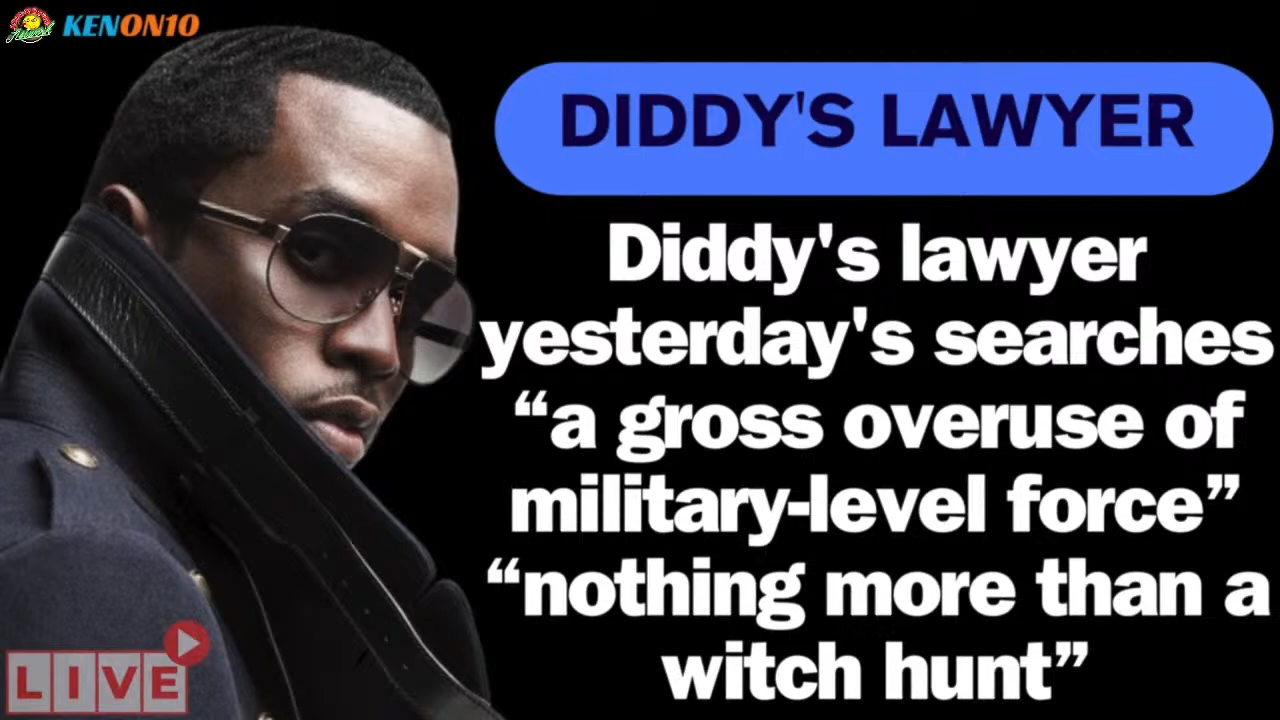 KENON10
DIDDY'S LAWYER
Diddy's lawyer
yesterday's searches
“a gross overuse of
military-level force”
“nothing more than a
witch hunt”
LIVE